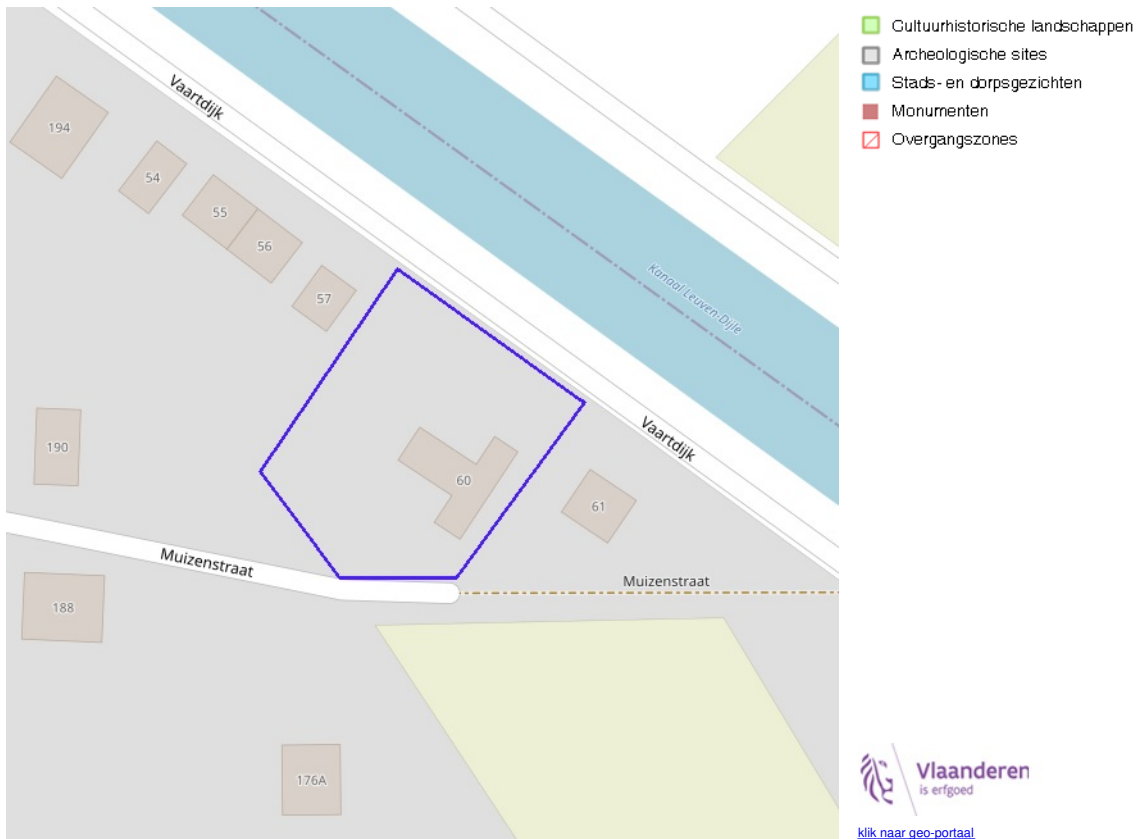 Cultuurhistorische landschappen
Archeologische sites
Stads- en dorpsgezichten
Monumenten
Overgangszones
Vaartdijk
194
54
55
56
57
Kanaal Leuven-Dijle
Vaartdijk
190
60
61
Muizenstraat
Muizenstraat
188
176A
Vlaanderen
is erfgoed
klik naar geo-portaal